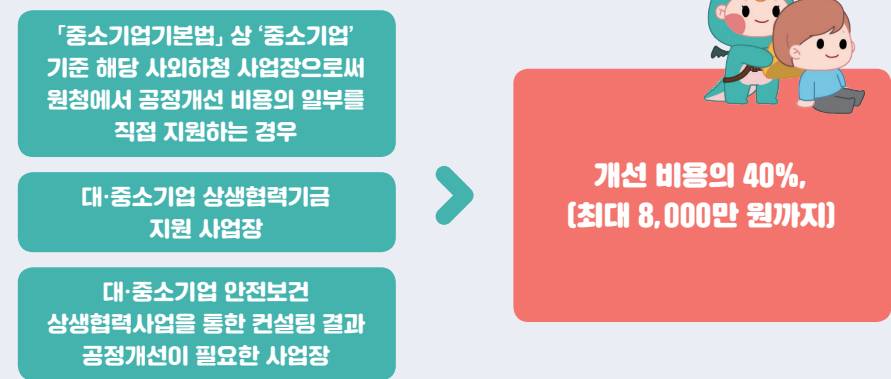 「중소기업기본법」 상 ‘중소기업’
기준 해당 사외하청 사업장으로써
원청에서 공정개선 비용의 일부를
직접 지원하는 경우
대·중소기업 상생협력기금
지원 사업장
대·중소기업 안전보건
상생협력사업을 통한 컨설팅 결과
공정개선이 필요한 사업장
개선 비용의 40%,
(최대 8,000만 원까지)